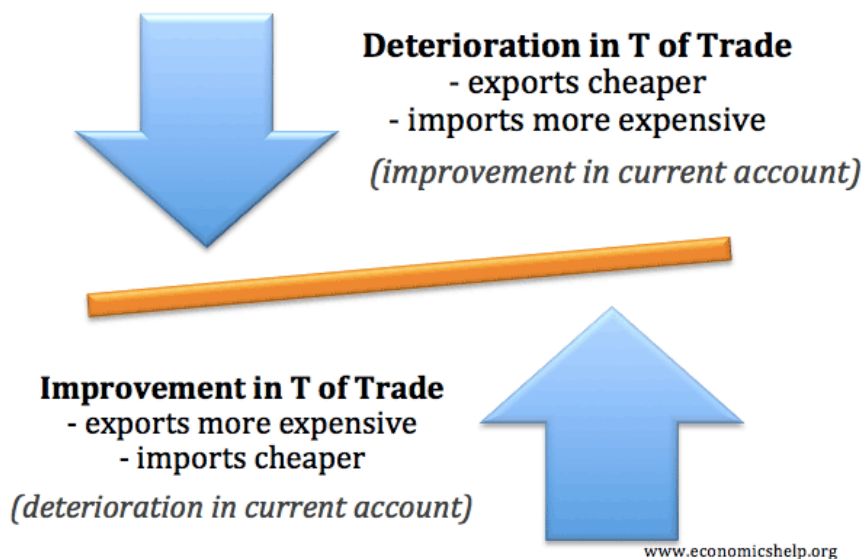 Deterioration in T of Trade
- exports cheaper
- imports more expensive
(improvement in current account)
Improvement in T of Trade
- exports more expensive
- imports cheaper
(deterioration in current account)
www.economicshelp.org